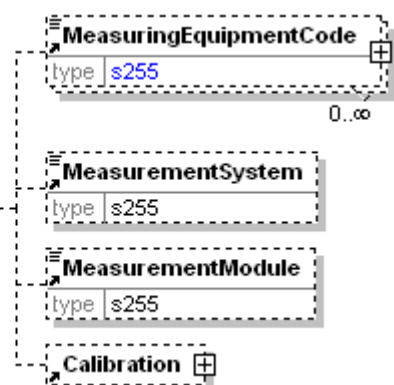 MeasuringEquipmentCode
type s255
0..∞
MeasurementSystem
type s255
MeasurementModule
type s255
Calibration